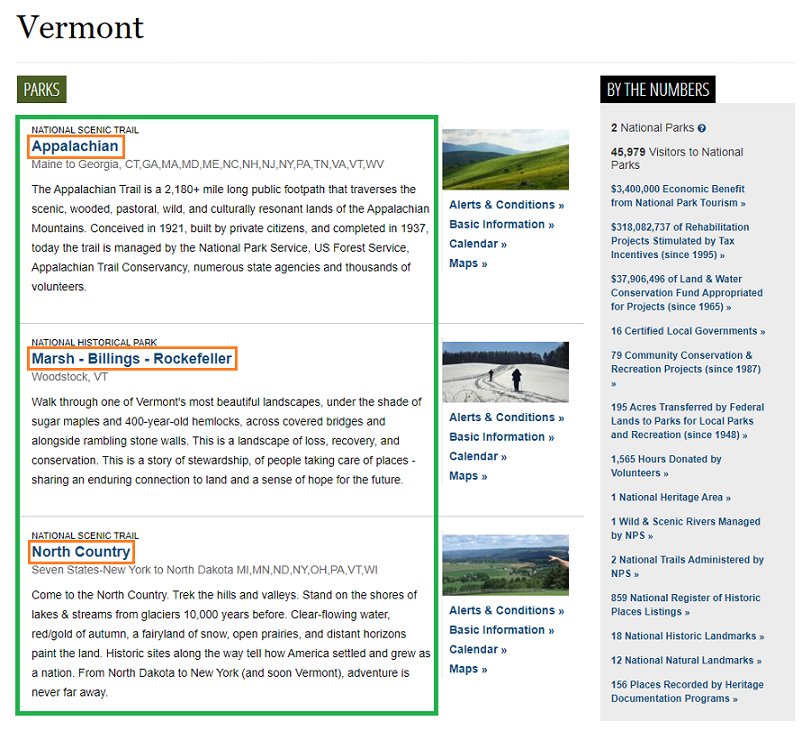 Vermont
PARKS
NATIONAL SCENIC TRAIL
Appalachian
Maine to Georgia, CT,GA,MA,MD,ME,NC,NH,NJ,NY,PA,TN,VA,VT,WV
The Appalachian Trail is a 2,180+ mile long public footpath that traverses the
scenic, wooded, pastoral, wild, and culturally resonant lands of the Appalachian
Mountains. Conceived in 1921, built by private citizens, and completed in 1937,
today the trail is managed by the National Park Service, US Forest Service,
Appalachian Trail Conservancy, numerous state agencies and thousands of
volunteers.
Alerts & Conditions »
Basic Information »
Calendar »
Maps »
NATIONAL HISTORICAL PARK
Marsh - Billings - Rockefeller
Woodstock, VT
Walk through one of Vermont's most beautiful landscapes, under the shade of
sugar maples and 400-year-old hemlocks, across covered bridges and
alongside rambling stone walls. This is a landscape of loss, recovery, and
conservation. This is a story of stewardship, of people taking care of places -
sharing an enduring connection to land and a sense of hope for the future.
Alerts & Conditions »
Basic Information »
Calendar »
Maps »
NATIONAL SCENIC TRAIL
North Country
Seven States-New York to North Dakota MI,MN,ND,NY,OH,PA,VT,WI
Come to the North Country. Trek the hills and valleys. Stand on the shores of
lakes & streams from glaciers 10,000 years before. Clear-flowing water,
red/gold of autumn, a fairyland of snow, open prairies, and distant horizons
paint the land. Historic sites along the way tell how America settled and grew as
a nation. From North Dakota to New York (and soon Vermont), adventure is
never far away.
Alerts & Conditions »
Basic Information »
Calendar »
Maps »
BY THE NUMBERS
2 National Parks ?
45,979 Visitors to National
Parks
$3,400,000 Economic Benefit
from National Park Tourism »
$318,082,737 of Rehabilitation
Projects Stimulated by Tax
Incentives (since 1995) »
$37,906,496 of Land & Water
Conservation Fund Appropriated
for Projects (since 1965) »
16 Certified Local Governments »
79 Community Conservation &
Recreation Projects (since 1987)
»
195 Acres Transferred by Federal
Lands to Parks for Local Parks
and Recreation (since 1948) »
1,565 Hours Donated by
Volunteers »
1 National Heritage Area »
1 Wild & Scenic Rivers Managed
by NPS »
2 National Trails Administered by
NPS »
859 National Register of Historic
Places Listings »
18 National Historic Landmarks »
12 National Natural Landmarks »
156 Places Recorded by Heritage
Documentation Programs »